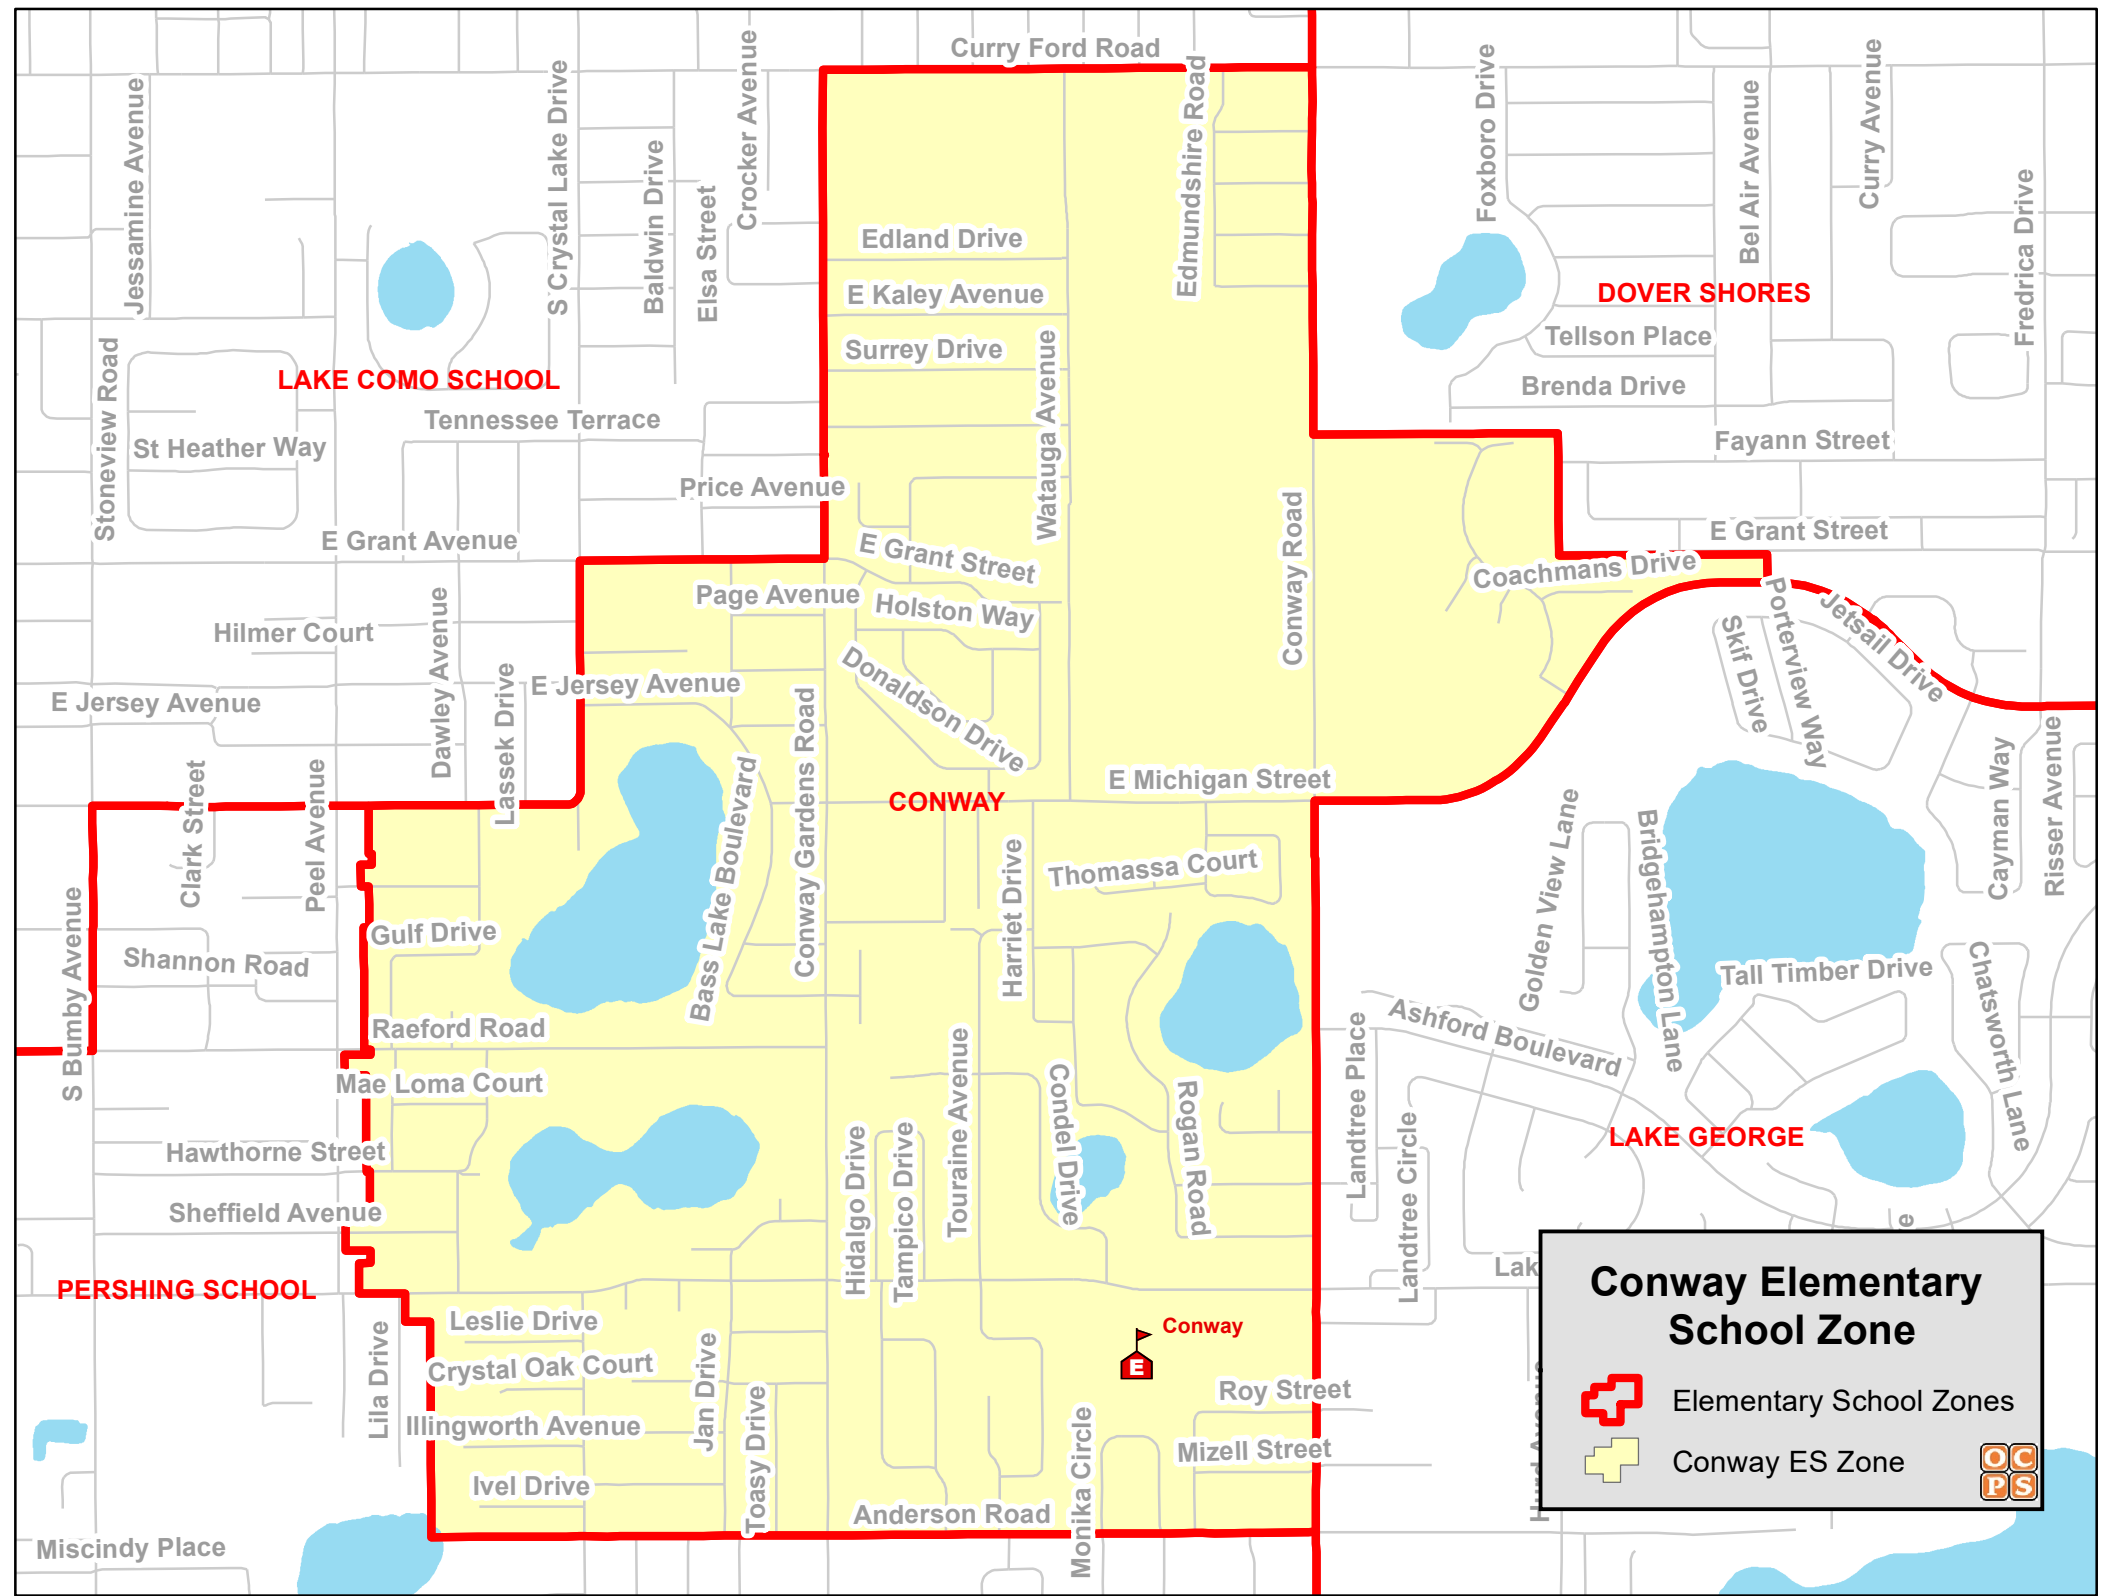 Curry Ford Road
Jessamine Avenue
S Crystal Lake Drive
Baldwin Drive
Elsa Street
Crocker Avenue
Edmundshire Road
Foxboro Drive
Bel Air Avenue
Curry Avenue
Fredrica Drive
Edland Drive
E Kaley Avenue
Surrey Drive
DOVER SHORES
Tellson Place
Brenda Drive
LAKE COMO SCHOOL
Stoneview Road
St Heather Way
Tennessee Terrace
Watauga Avenue
Fayann Street
Price Avenue
E Grant Avenue
E Grant Street
E Grant Street
Conway Road
Coachmans Drive
Page Avenue
Holston Way
Hilmer Court
Dawley Avenue
Lassek Drive
E Jersey Avenue
E Jersey Avenue
Donaldson Drive
Conway Gardens Road
Skif Drive
Porterview Way
Jetsail Drive
Cayman Way
Risser Avenue
E Michigan Street
CONWAY
Clark Street
Peel Avenue
Bass Lake Boulevard
Harriet Drive
Thomassa Court
Golden View Lane
Bridgehampton Lane
S Bumby Avenue
Shannon Road
Gulf Drive
Tall Timber Drive
Chatsworth Lane
Raeford Road
Ashford Boulevard
Mae Loma Court
Hawthorne Street
Sheffield Avenue
Hidalgo Drive
Tampico Drive
Touraine Avenue
Condel Drive
Rogan Road
Landtree Place
Landtree Circle
LAKE GEORGE
PERSHING SCHOOL
Lak
e
Lila Drive
Leslie Drive
Crystal Oak Court
Illingworth Avenue
Ivel Drive
Jan Drive
Toasy Drive
Conway
E
Roy Street
Mizell Street
Monika Circle
Anderson Road
Miscindy Place
Conway Elementary
School Zone
Elementary School Zones
Conway ES Zone
OC
PS